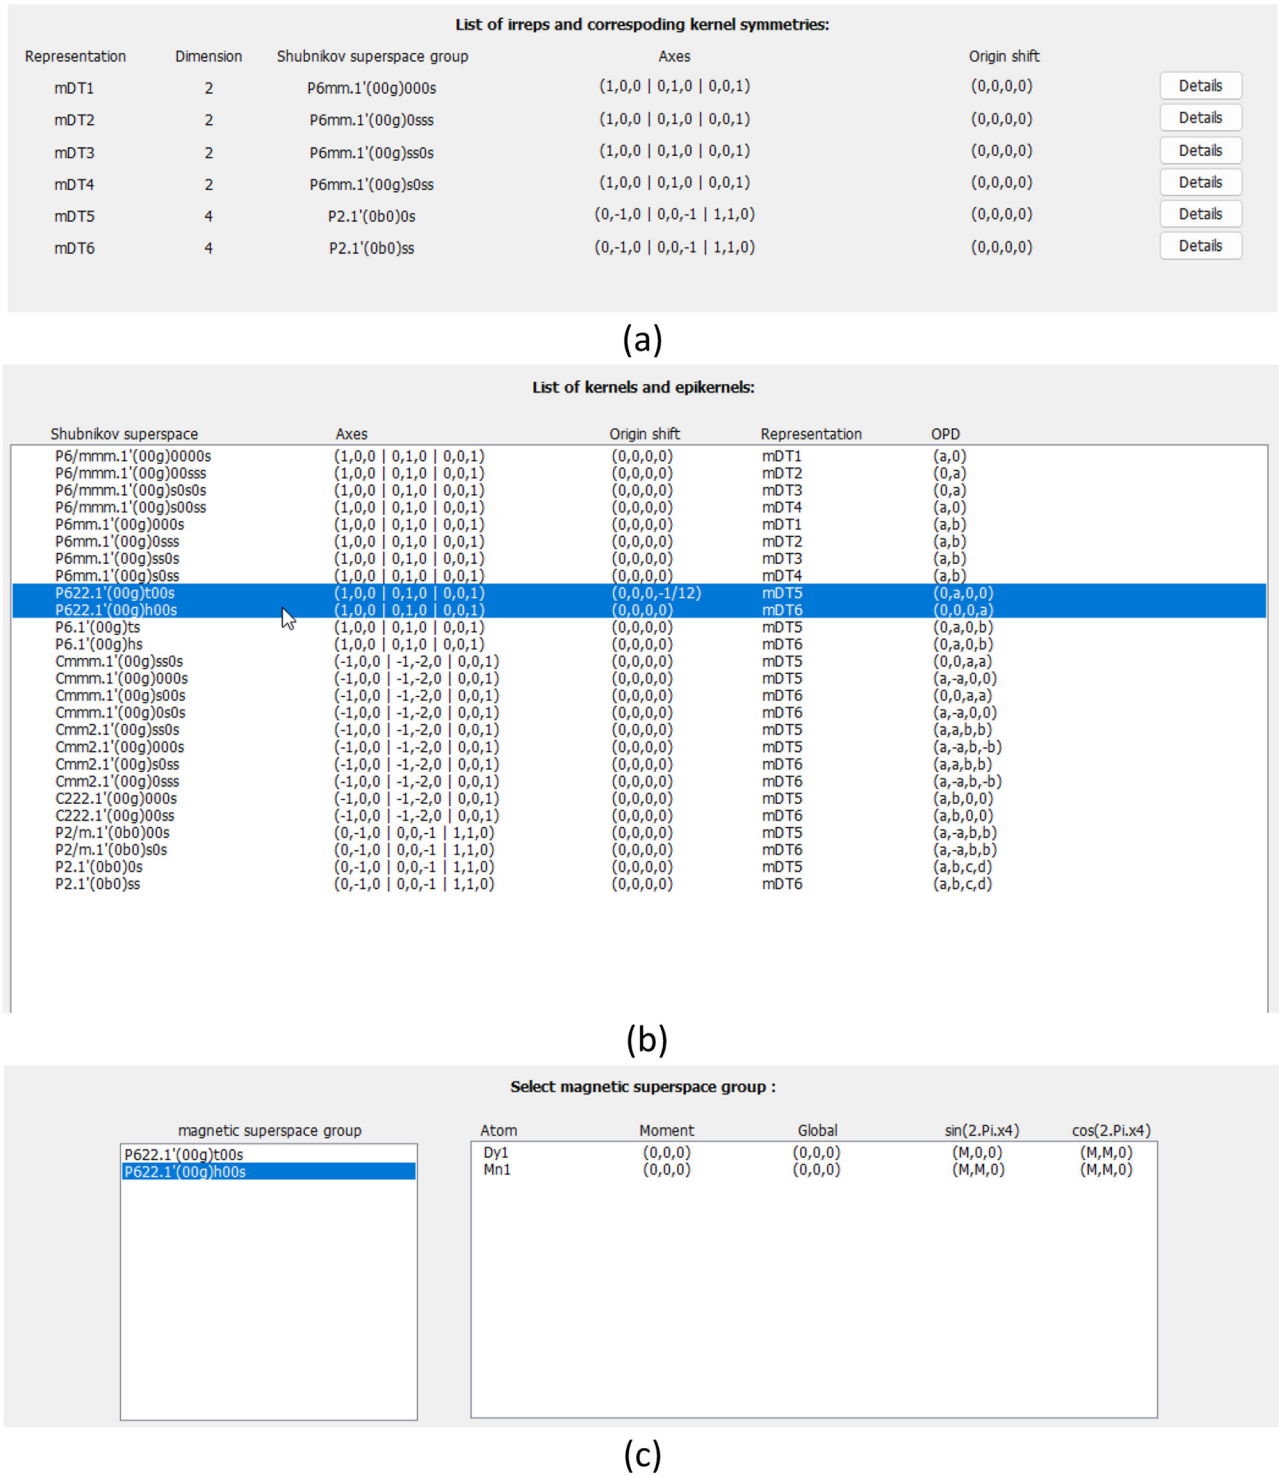 List of irreps and correspoding kernel symmetries:
Representation Dimension Shubnikov superspace group Axes Origin shift
mDT1 2 P6mm.1'(00g)000s (1,0,0 | 0,1,0 | 0,0,1) (0,0,0,0) Details
mDT2 2 P6mm.1'(00g)0sss (1,0,0 | 0,1,0 | 0,0,1) (0,0,0,0) Details
mDT3 2 P6mm.1'(00g)ss0s (1,0,0 | 0,1,0 | 0,0,1) (0,0,0,0) Details
mDT4 2 P6mm.1'(00g)s0ss (1,0,0 | 0,1,0 | 0,0,1) (0,0,0,0) Details
mDT5 4 P2.1'(0b0)0s (0,-1,0 | 0,0,-1 | 1,1,0) (0,0,0,0) Details
mDT6 4 P2.1'(0b0)ss (0,-1,0 | 0,0,-1 | 1,1,0) (0,0,0,0) Details
(a)
List of kernels and epikernels:
Shubnikov superspace Axes Origin shift Representation OPD
P6/mmm.1'(00g)0000s (1,0,0 | 0,1,0 | 0,0,1) (0,0,0,0) mDT1 (a,0)
P6/mmm.1'(00g)00sss (1,0,0 | 0,1,0 | 0,0,1) (0,0,0,0) mDT2 (0,a)
P6/mmm.1'(00g)s0s0s (1,0,0 | 0,1,0 | 0,0,1) (0,0,0,0) mDT3 (0,a)
P6/mmm.1'(00g)s00ss (1,0,0 | 0,1,0 | 0,0,1) (0,0,0,0) mDT4 (a,0)
P6mm.1'(00g)000s (1,0,0 | 0,1,0 | 0,0,1) (0,0,0,0) mDT1 (a,b)
P6mm.1'(00g)0sss (1,0,0 | 0,1,0 | 0,0,1) (0,0,0,0) mDT2 (a,b)
P6mm.1'(00g)ss0s (1,0,0 | 0,1,0 | 0,0,1) (0,0,0,0) mDT3 (a,b)
P6mm.1'(00g)s0ss (1,0,0 | 0,1,0 | 0,0,1) (0,0,0,0) mDT4 (a,b)
P622.1'(00g)t00s (1,0,0 | 0,1,0 | 0,0,1) (0,0,0,-1/12) mDT5 (0,a,0,0)
P622.1'(00g)h00s (1,0,0 | 0,1,0 | 0,0,1) (0,0,0,0) mDT6 (0,0,0,a)
P6.1'(00g)ts (1,0,0 | 0,1,0 | 0,0,1) (0,0,0,0) mDT5 (0,a,0,b)
P6.1'(00g)hs (1,0,0 | 0,1,0 | 0,0,1) (0,0,0,0) mDT6 (0,a,0,b)
Cmmm.1'(00g)ss0s (-1,0,0 | -1,-2,0 | 0,0,1) (0,0,0,0) mDT5 (0,0,a,a)
Cmmm.1'(00g)000s (-1,0,0 | -1,-2,0 | 0,0,1) (0,0,0,0) mDT5 (a,-a,0,0)
Cmmm.1'(00g)s00s (-1,0,0 | -1,-2,0 | 0,0,1) (0,0,0,0) mDT6 (0,0,a,a)
Cmmm.1'(00g)0s0s (-1,0,0 | -1,-2,0 | 0,0,1) (0,0,0,0) mDT6 (a,-a,0,0)
Cmm2.1'(00g)ss0s (-1,0,0 | -1,-2,0 | 0,0,1) (0,0,0,0) mDT5 (a,a,b,b)
Cmm2.1'(00g)000s (-1,0,0 | -1,-2,0 | 0,0,1) (0,0,0,0) mDT5 (a,-a,b,-b)
Cmm2.1'(00g)s0ss (-1,0,0 | -1,-2,0 | 0,0,1) (0,0,0,0) mDT6 (a,a,b,b)
Cmm2.1'(00g)0sss (-1,0,0 | -1,-2,0 | 0,0,1) (0,0,0,0) mDT6 (a,-a,b,-b)
C222.1'(00g)000s (-1,0,0 | -1,-2,0 | 0,0,1) (0,0,0,0) mDT5 (a,b,0,0)
C222.1'(00g)00ss (-1,0,0 | -1,-2,0 | 0,0,1) (0,0,0,0) mDT6 (a,b,0,0)
P2/m.1'(0b0)00s (0,-1,0 | 0,0,-1 | 1,1,0) (0,0,0,0) mDT5 (a,-a,b,b)
P2/m.1'(0b0)s0s (0,-1,0 | 0,0,-1 | 1,1,0) (0,0,0,0) mDT6 (a,-a,b,b)
P2.1'(0b0)0s (0,-1,0 | 0,0,-1 | 1,1,0) (0,0,0,0) mDT5 (a,b,c,d)
P2.1'(0b0)ss (0,-1,0 | 0,0,-1 | 1,1,0) (0,0,0,0) mDT6 (a,b,c,d)
(b)
Select magnetic superspace group :
magnetic superspace group Atom Moment Global sin(2.Pi.x4) cos(2.Pi.x4)
P622.1'(00g)t00s Dy1 (0,0,0) (0,0,0) (M,0,0) (M,M,0)
P622.1'(00g)h00s Mn1 (0,0,0) (0,0,0) (M,M,0) (M,M,0)
(c)